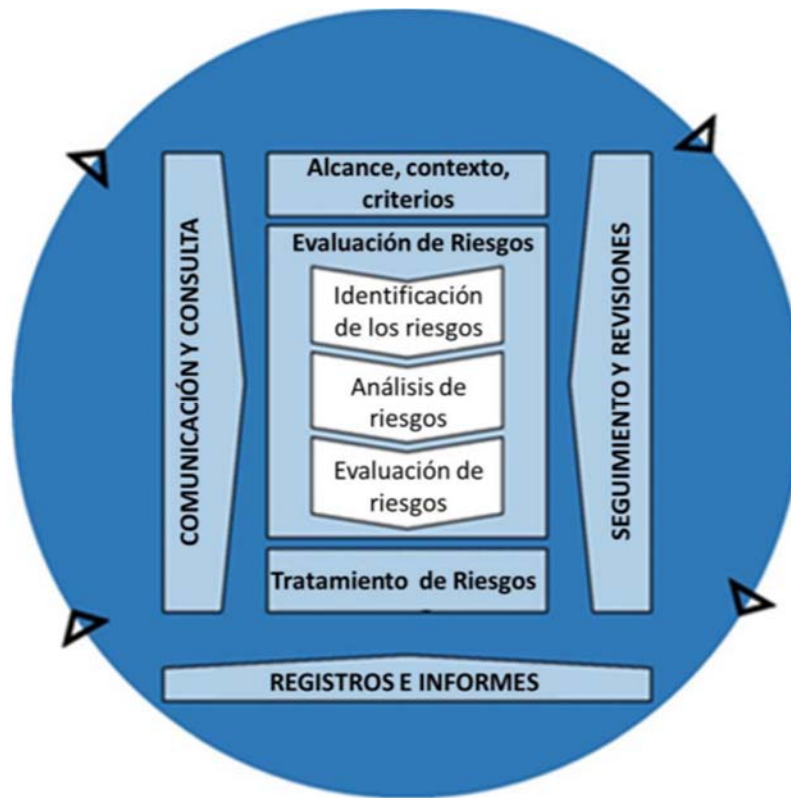 Alcance, contexto,
criterios
Evaluación de Riesgos
Identificación
de los riesgos
Análisis de
riesgos
Evaluación de
riesgos
Tratamiento de Riesgos
COMUNICACIÓN Y CONSULTA
SEGUIMIENTO Y REVISIONES
REGISTROS E INFORMES